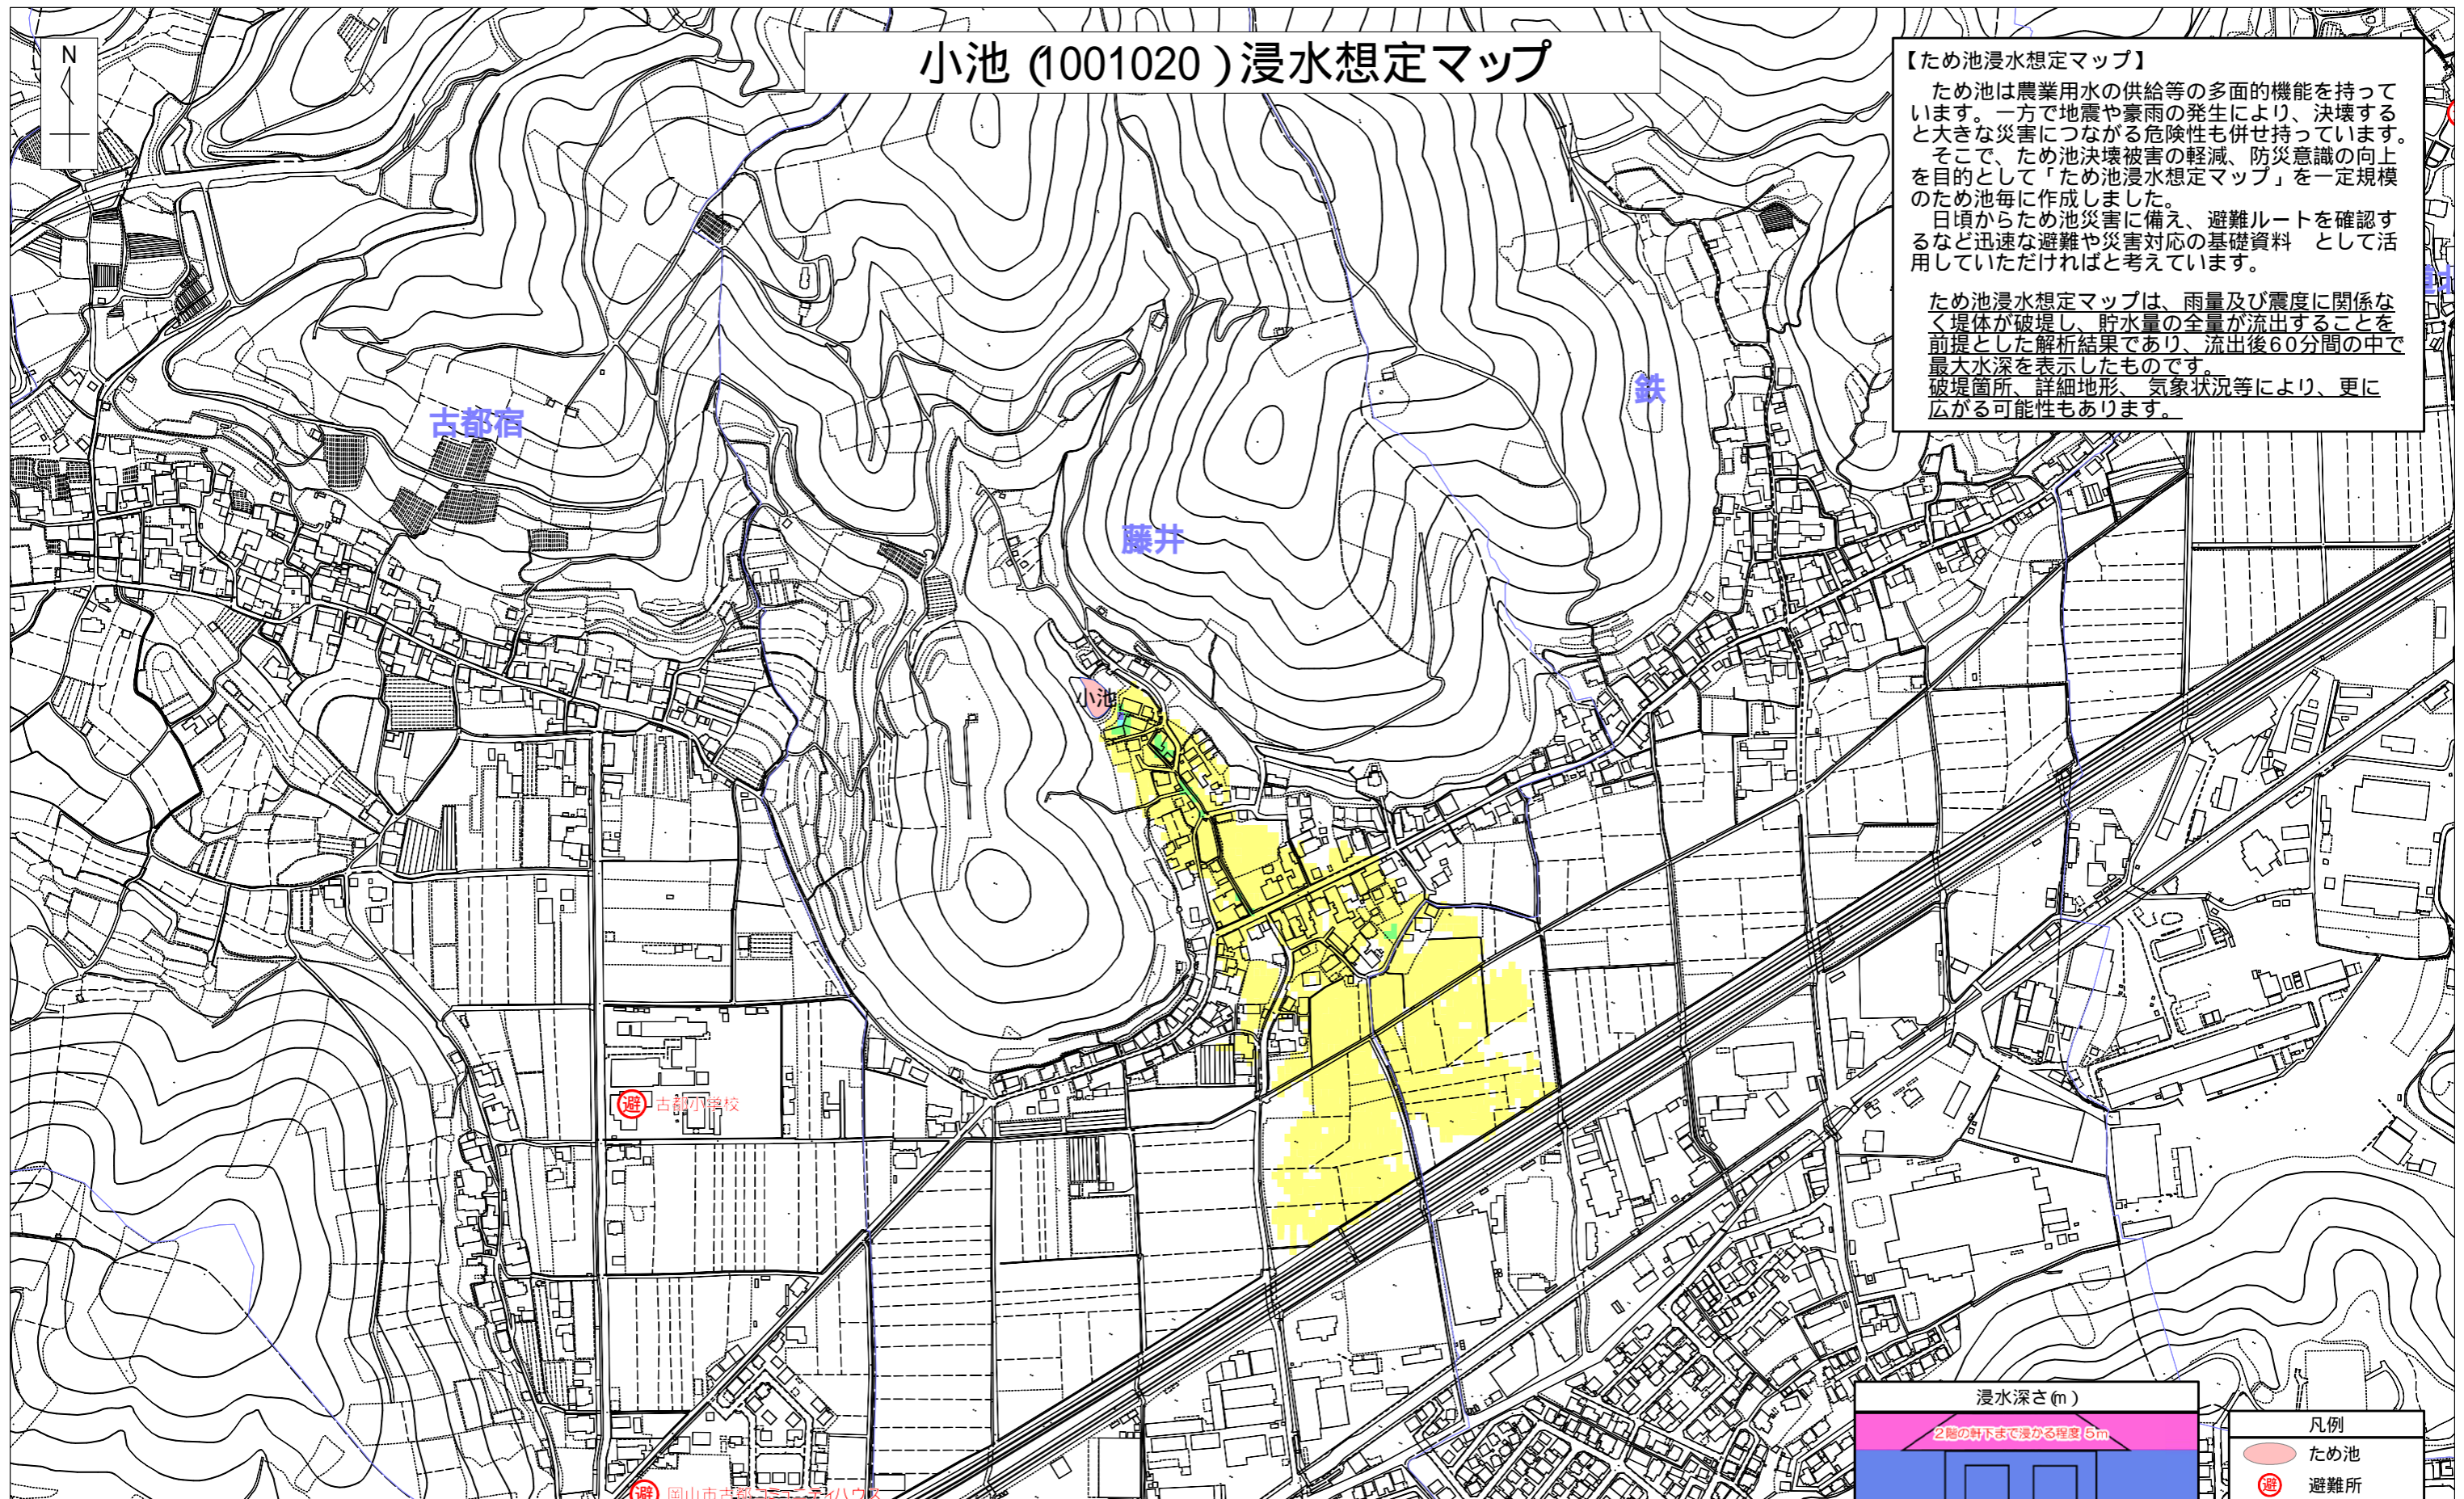 N
小池（1001020）浸水想定マップ
【ため池浸水想定マップ】
ため池は農業用水の供給等の多面的機能を持って
います。一方で地震や豪雨の発生により、決壊する
と大きな災害につながる危険性も併せ持っています。
そこで、ため池決壊被害の軽減、防災意識の向上
を目的として「ため池浸水想定マップ」を一定規模
のため池毎に作成しました。
日頃からため池災害に備え、避難ルートを確認す
るなど迅速な避難や災害対応の基礎資料　として活
用していただければと考えています。
ため池浸水想定マップは、雨量及び震度に関係な
く堤体が破堤し、貯水量の全量が流出することを
前提とした解析結果であり、流出後60分間の中で
最大水深を表示したものです。
破堤箇所、詳細地形、気象状況等により、更に
広がる可能性もあります。
鉄
古都宿
藤井
小池
避 古都小学校
避 岡山市古都コミュニティハウス
浸水深さ(m)
2階の軒下まで浸かる程度 5m
凡例
ため池
避 避難所